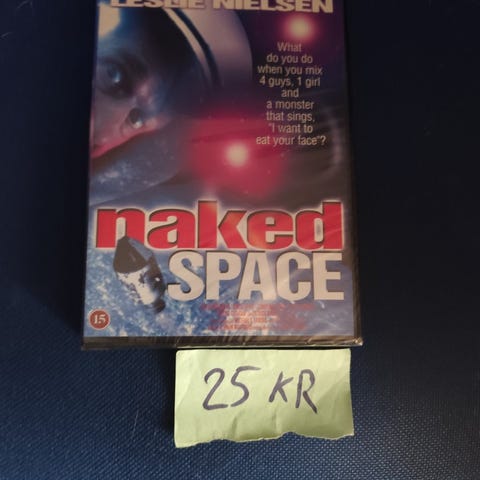 LESLIE NIELSEN
What
do you do
when you mix
4 guys, 1 girl
and
a monster
that sings,
"I want to
eat your face"?
naked
SPACE
15
25 KR